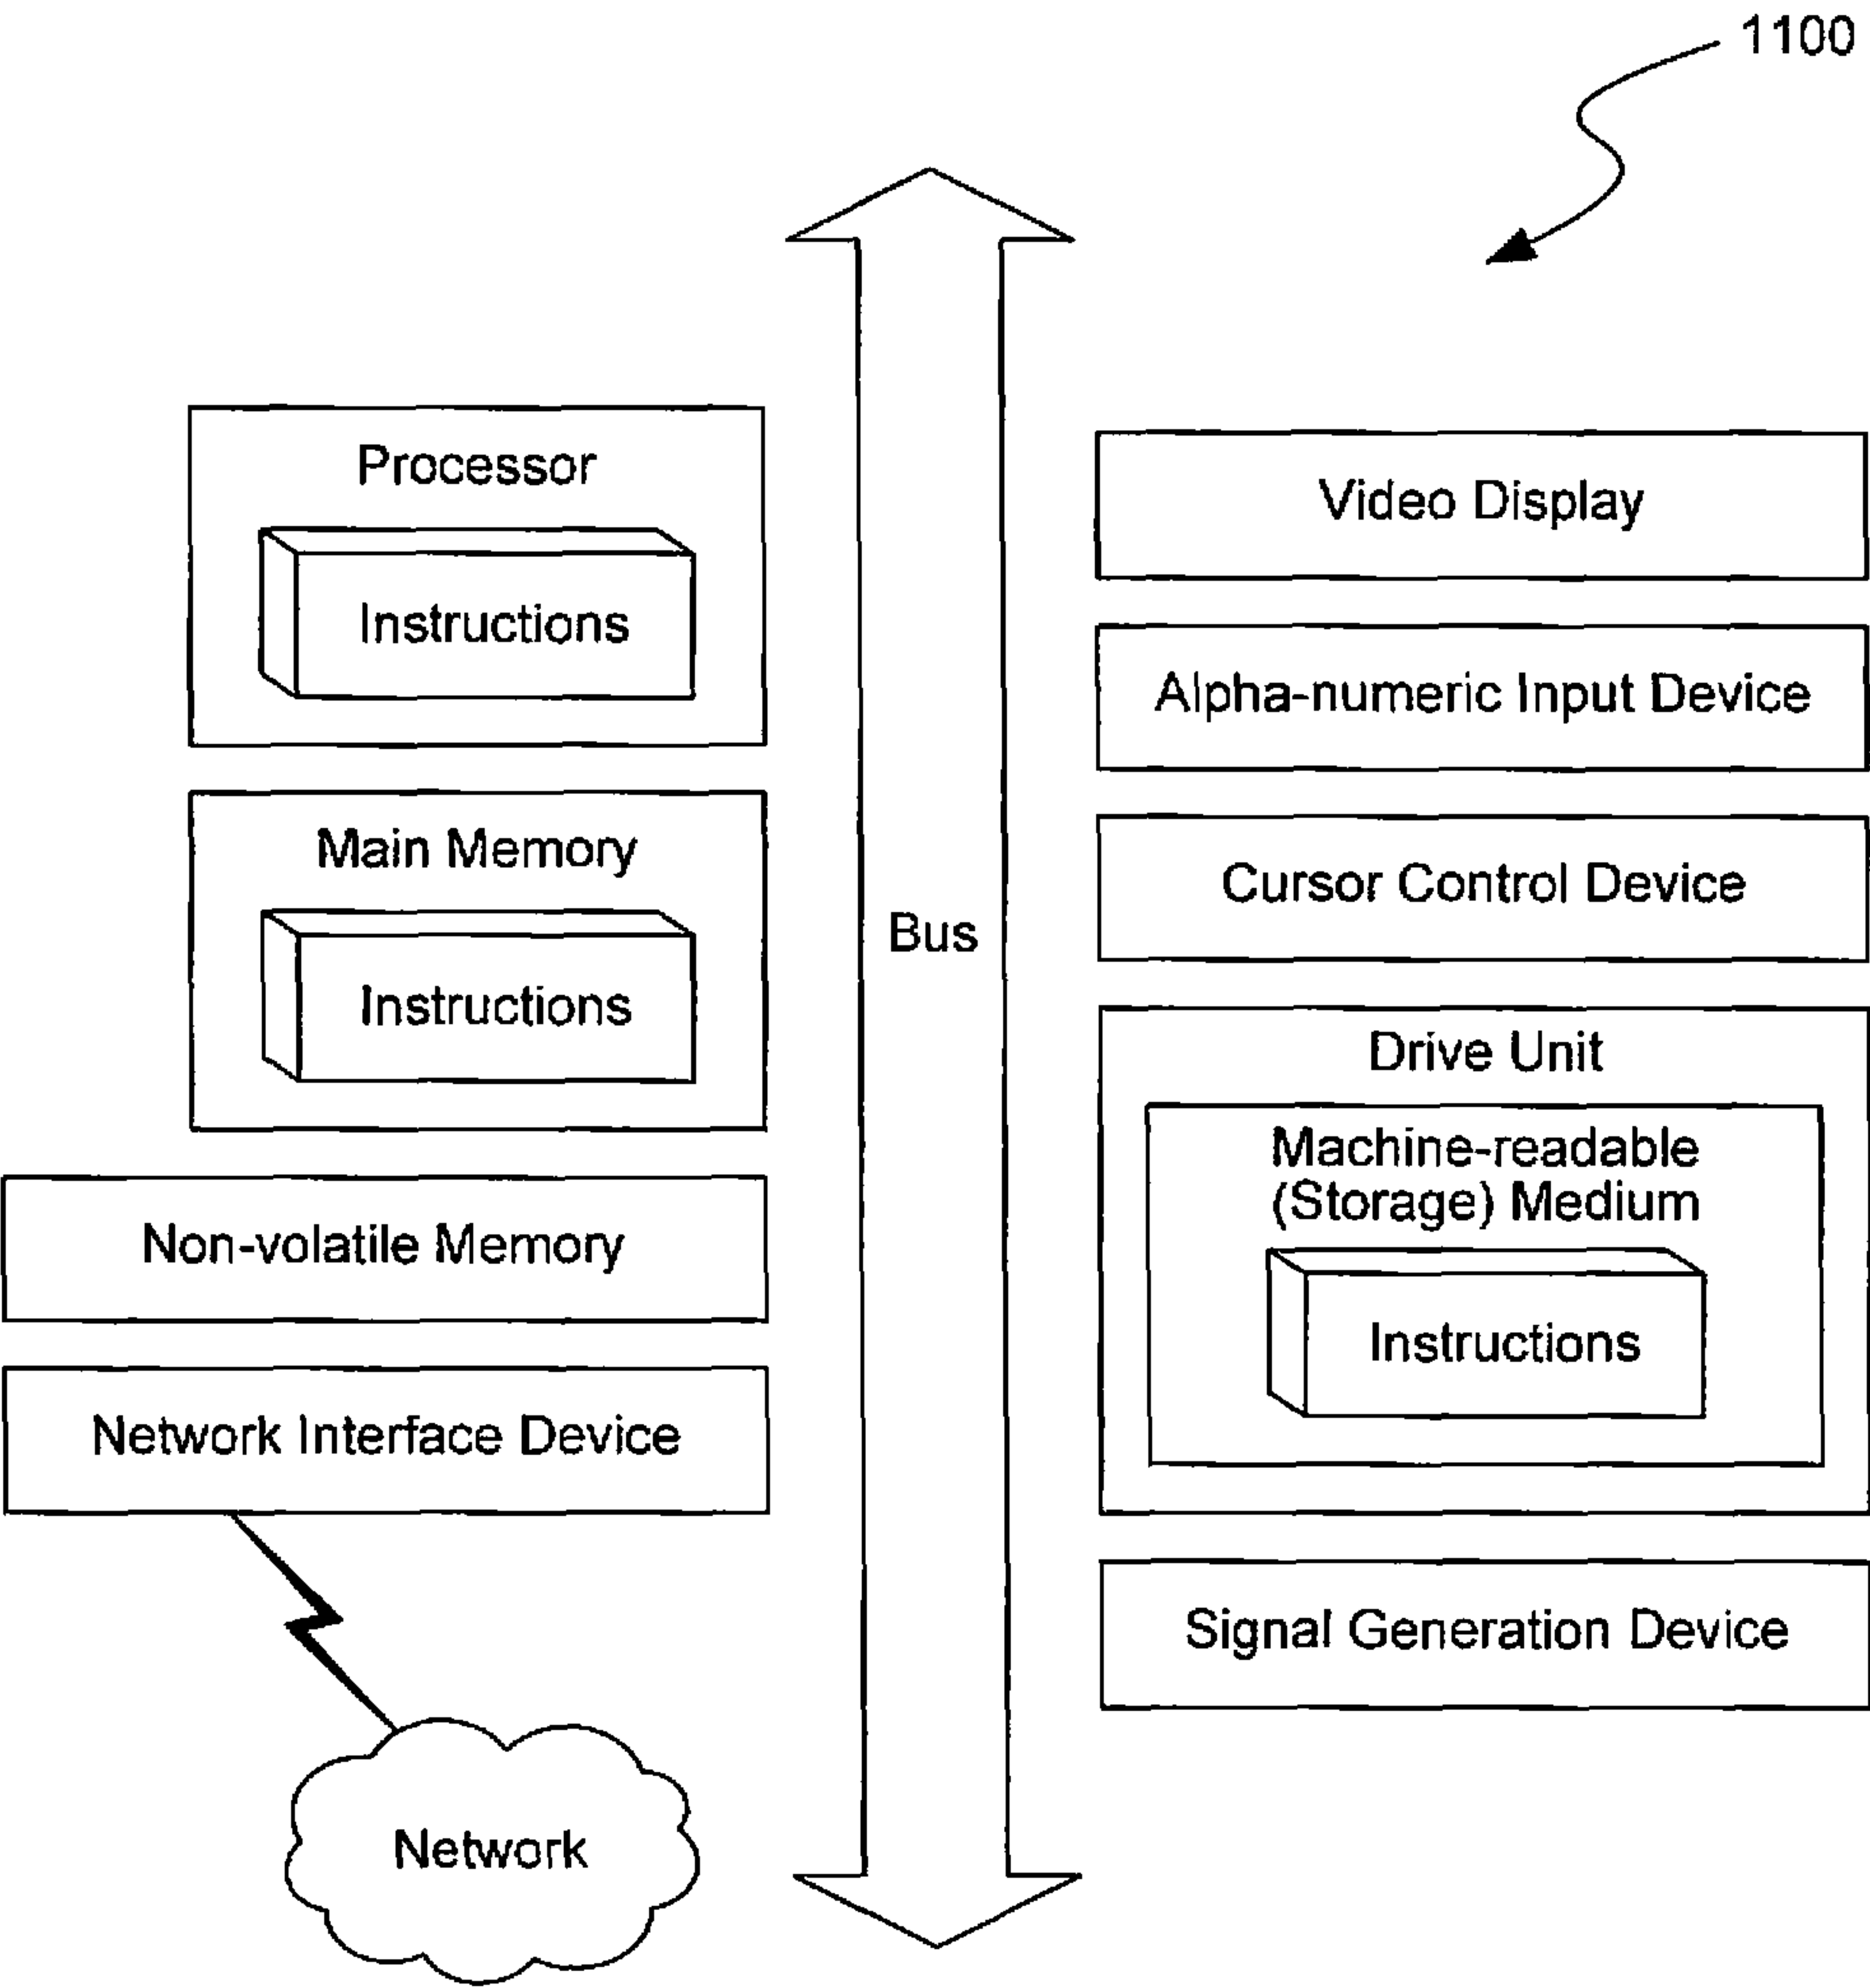 1100
Processor
Instructions
Main Memory
Instructions
Non-volatile Memory
Network Interface Device
Network
Bus
Video Display
Alpha-numeric Input Device
Cursor Control Device
Drive Unit
Machine-readable
(Storage) Medium
Instructions
Signal Generation Device